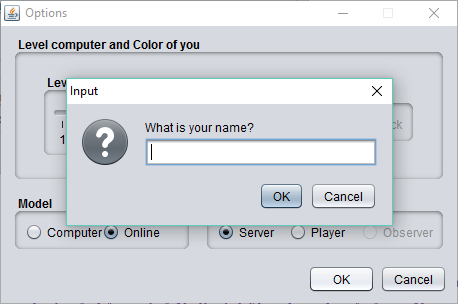 Options
Level computer and Color of you
Input
What is your name?
OK Cancel
Model
Computer Online Server Player Observer
OK Cancel